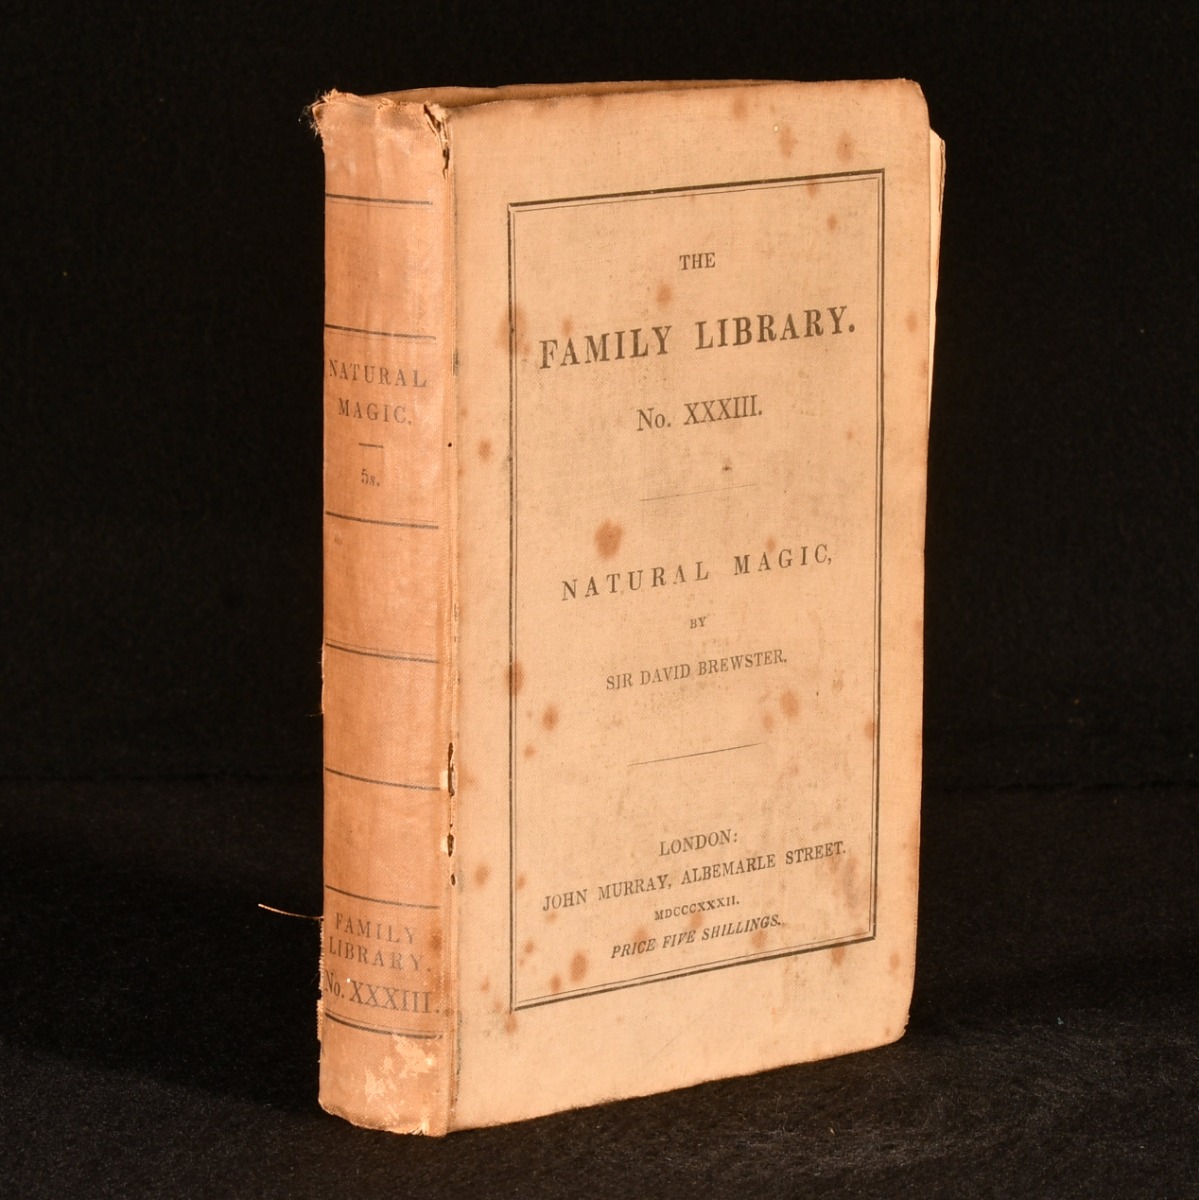 NATURAL
MAGIC.
5s.
FAMILY
LIBRARY.
No. XXXIII.
THE
FAMILY LIBRARY.
No. XXXIII.
NATURAL MAGIC,
BY
SIR DAVID BREWSTER.
LONDON:
JOHN MURRAY, ALBEMARLE STREET.
MDCCCXXXII.
PRICE FIVE SHILLINGS.